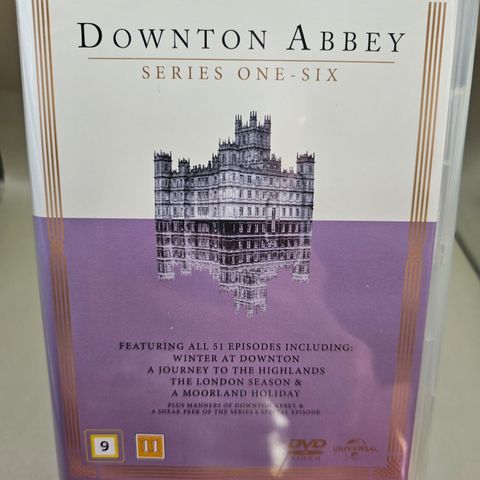 DOWNTON ABBEY
SERIES ONE-SIX
FEATURING ALL 51 EPISODES INCLUDING:
WINTER AT DOWNTON
A JOURNEY TO THE HIGHLANDS
THE LONDON SEASON &
A MOORLAND HOLIDAY
PLUS MANNERS OF DOWNTON ABBEY &
A SNEAK PEEK OF THE SERIES 6 SPECIAL EPISODE
9
11
DVD
VIDEO
UNIVERSAL